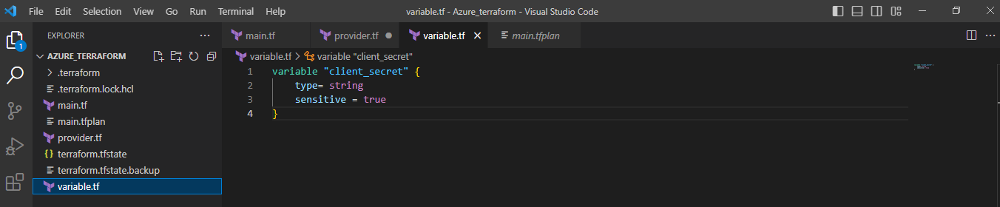 File Edit Selection View Go Run Terminal Help variable.tf - Azure_terraform - Visual Studio Code
EXPLORER ...
main.tf provider.tf variable.tf main.tfplan
AZURE_TERRAFORM
variable.tf > variable "client_secret"
1
.terraform
.terraform.lock.hcl
main.tf
main.tfplan
provider.tf
{} terraform.tfstate
terraform.tfstate.backup
variable.tf
1 variable "client_secret" {
2 type= string
3 sensitive = true
4 }